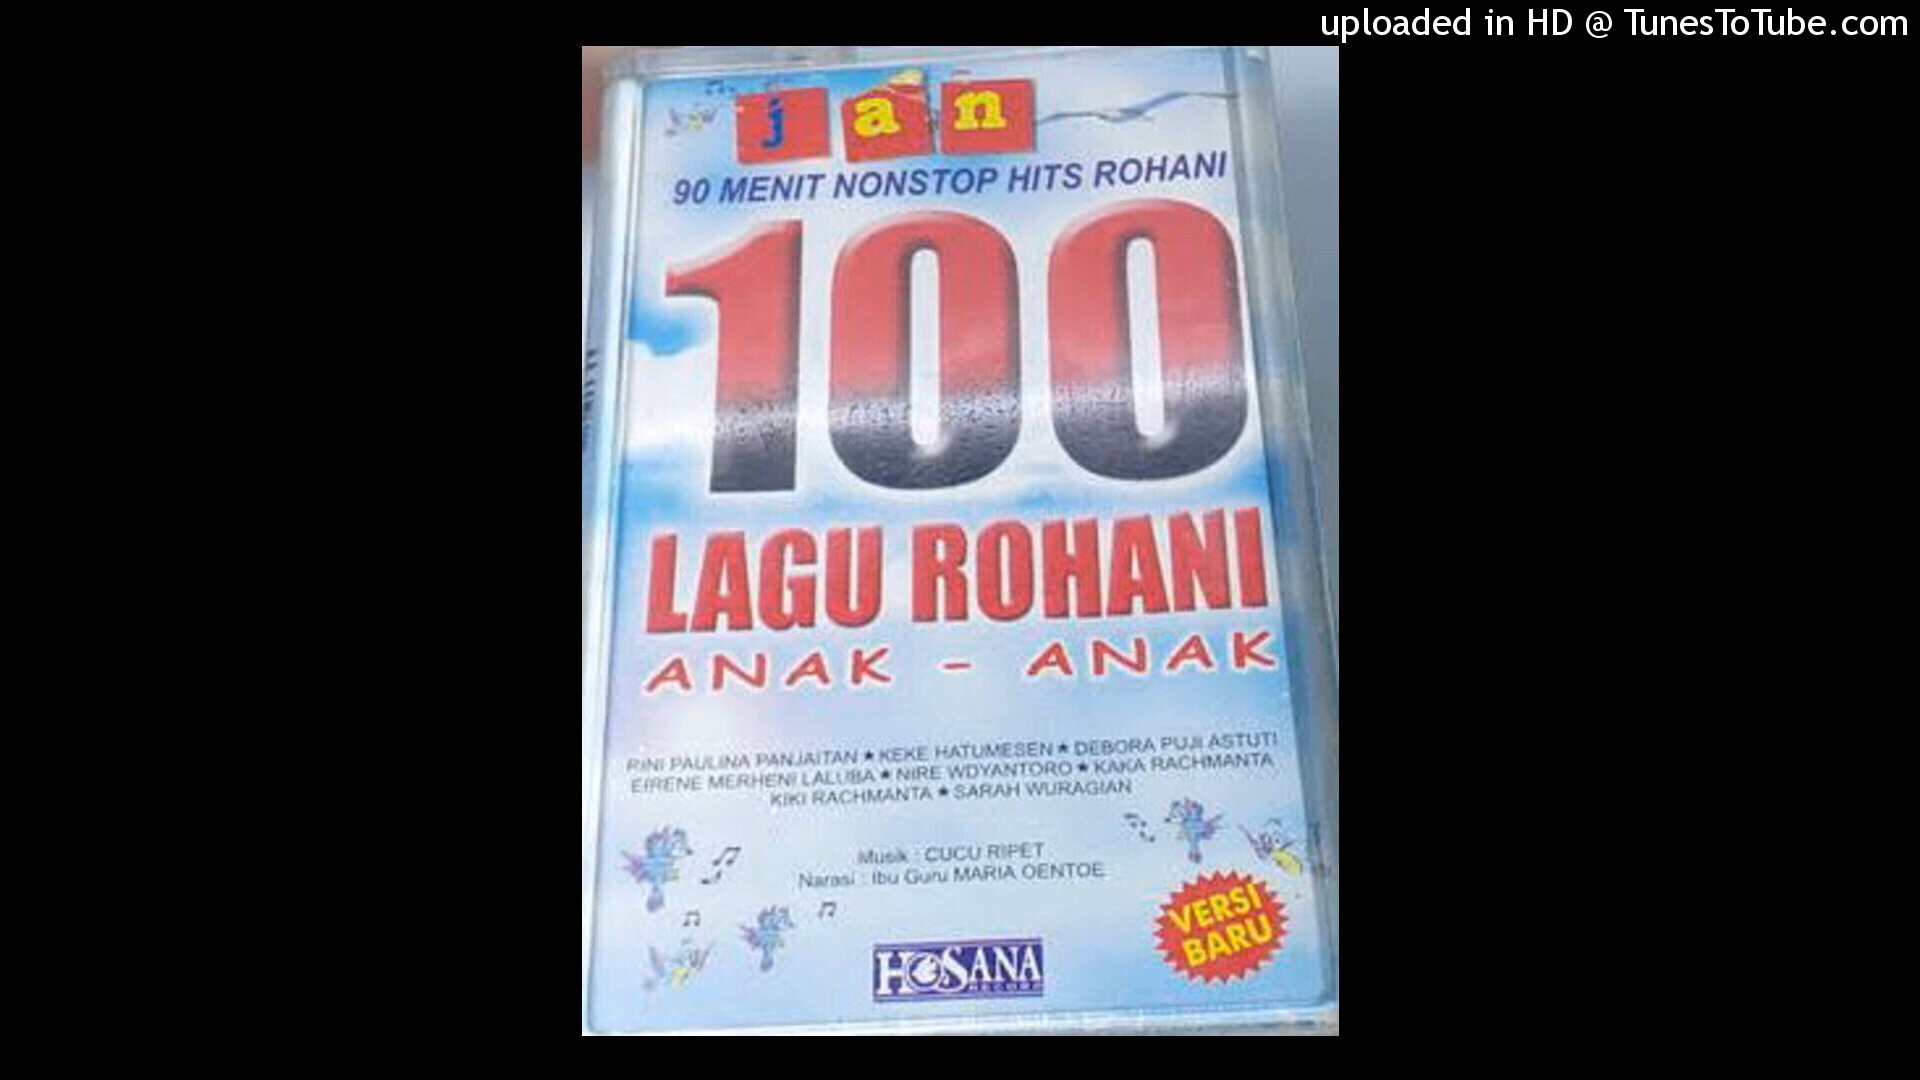 uploaded in HD @ TunesToTube.com
jan
90 MENIT NONSTOP HITS ROHANI
100
LAGU ROHANI
ANAK - ANAK
RINI PAULINA PANJAITAN ★ KEKE HATUMESEN ★ DEBORA PUJI ASTUTI
EIRENE MERHENI LALUBA ★ NIRE WDYANTORO ★ KAKA RACHMANTA
KIKI RACHMANTA ★ SARAH WURAGIAN
Musik : CUCU RIPET
Narasi : Ibu Guru MARIA OENTOE
VERSI
BARU
HOSANA
RECORD